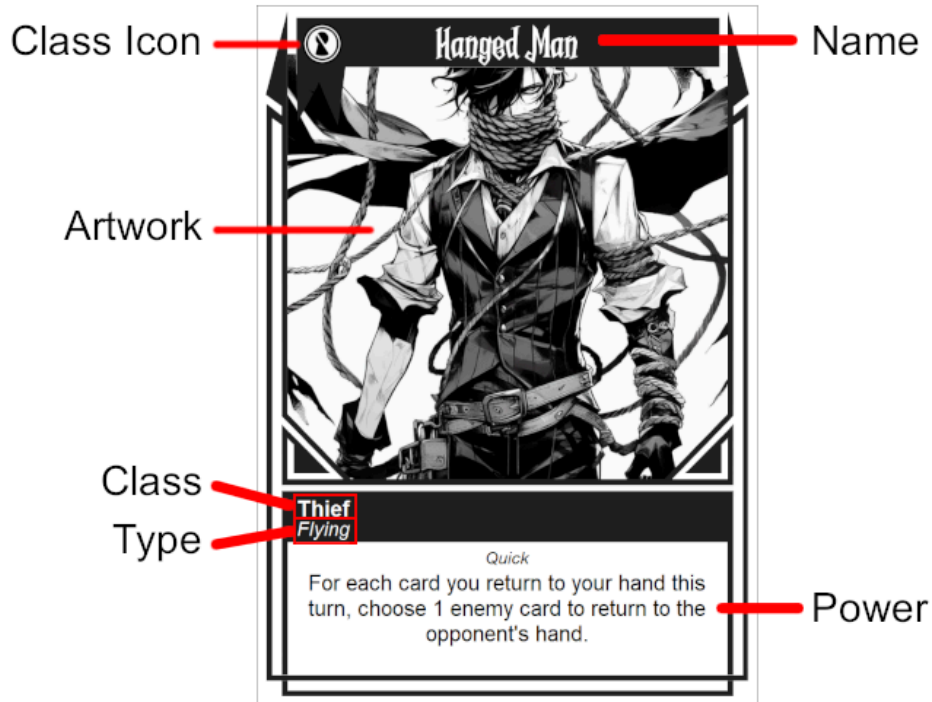 Class Icon
Hanged Man
Name
Artwork
Class
Thief
Type
Flying
Quick
For each card you return to your hand this
turn, choose 1 enemy card to return to the
opponent's hand.
Power